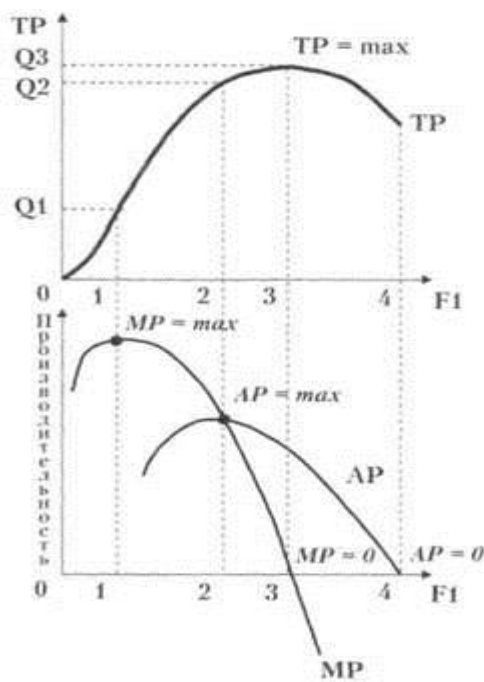 TP
Q3
TP = max
Q2
TP
Q1
0 1 2 3 4 F1
Производительность
MP = max
AP = max
AP
MP = 0 AP = 0
0 1 2 3 4 F1
MP